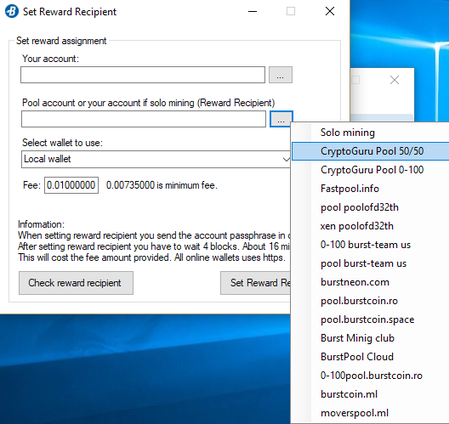 Set Reward Recipient
Set reward assignment
Your account:
...
Pool account or your account if solo mining (Reward Recipient)
...
Select wallet to use:
Local wallet
Fee: 0.01000000 0.00735000 is minimum fee.
Information:
When setting reward recipient you send the account passphrase in
After setting reward recipient you have to wait 4 blocks. About 16
This will cost the fee amount provided. All online wallets uses https.
Check reward recipient
Set Reward
Solo mining
CryptoGuru Pool 50/50
CryptoGuru Pool 0-100
Fastpool.info
pool poolofd32th
xen poolofd32th
0-100 burst-team us
pool burst-team us
burstneon.com
pool.burstcoin.ro
pool.burstcoin.space
Burst Minig club
BurstPool Cloud
0-100pool.burstcoin.ro
burstcoin.ml
moverspool.ml